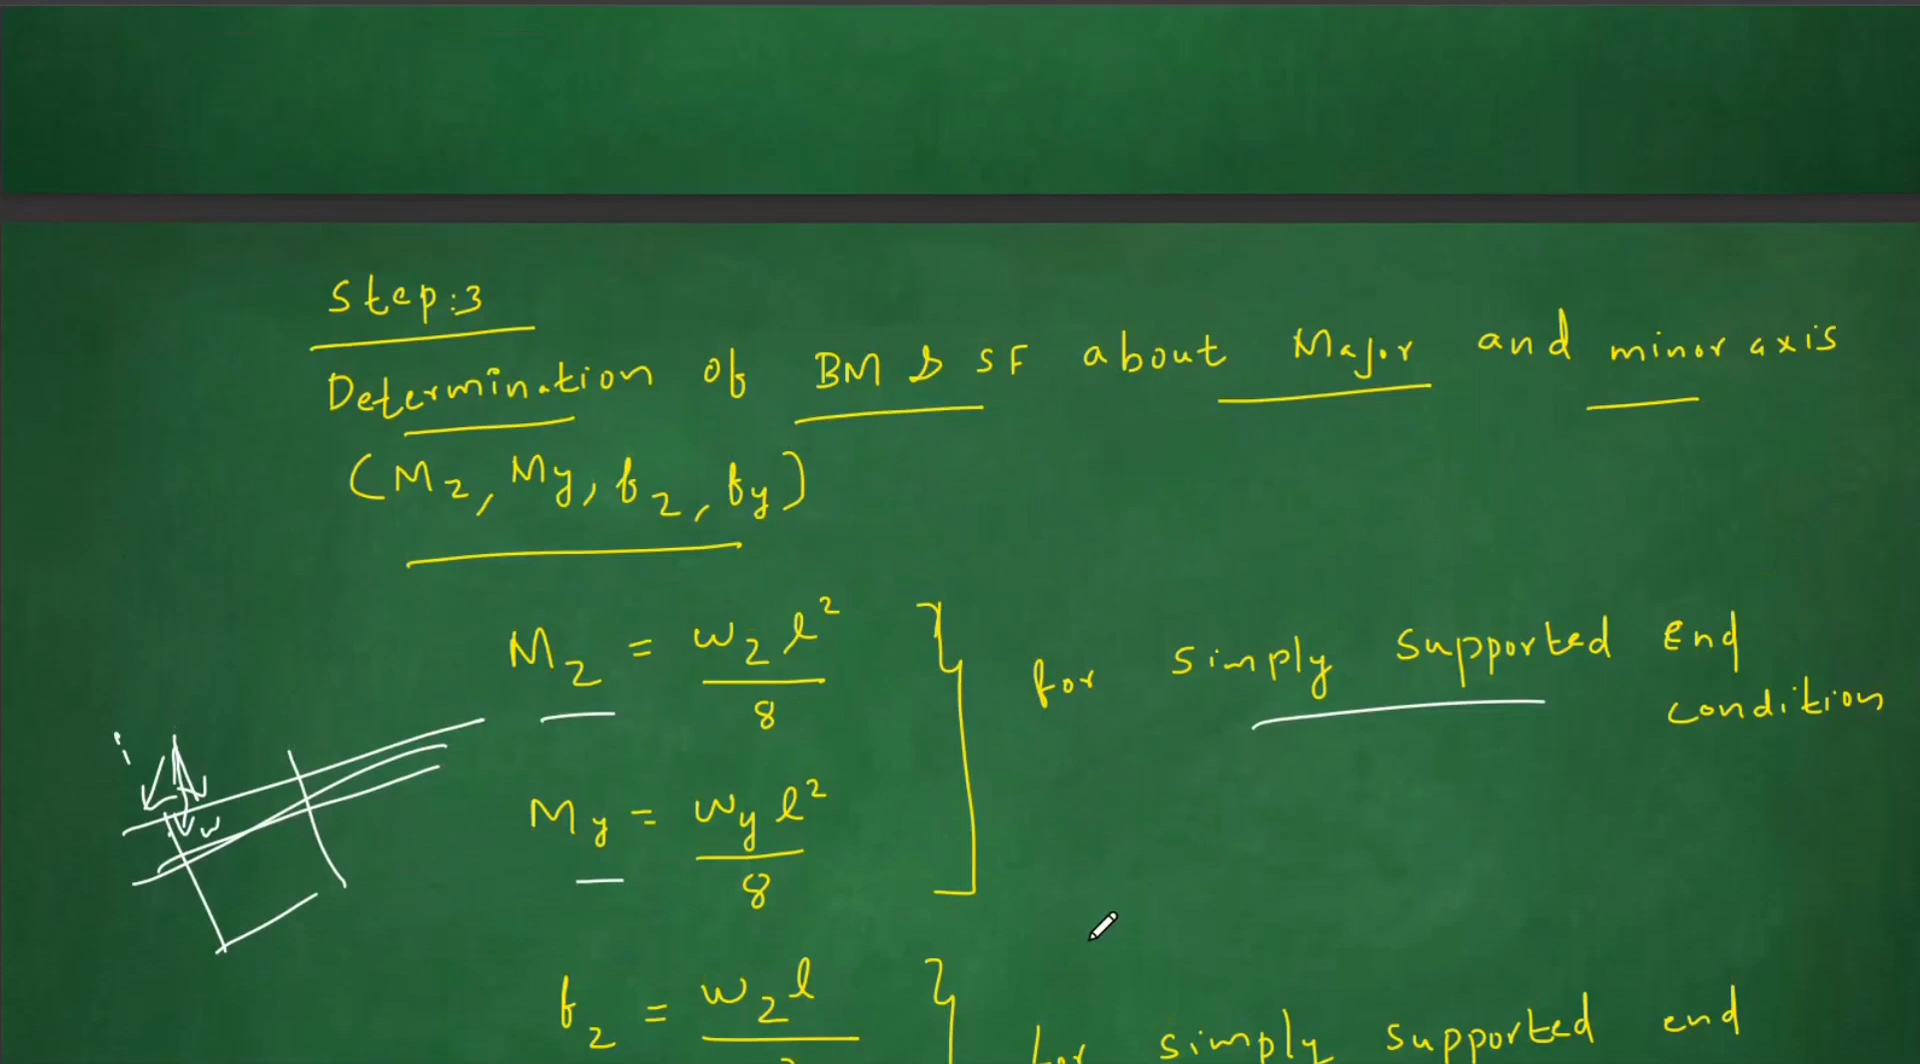 Step:3
Determination of BM & SF about Major and minor axis
(Mz, My, fz, fy)
Mz = wz l²/8 } for simply supported End condition
My = wy l²/8
w
fz = wz l } for simply supported end